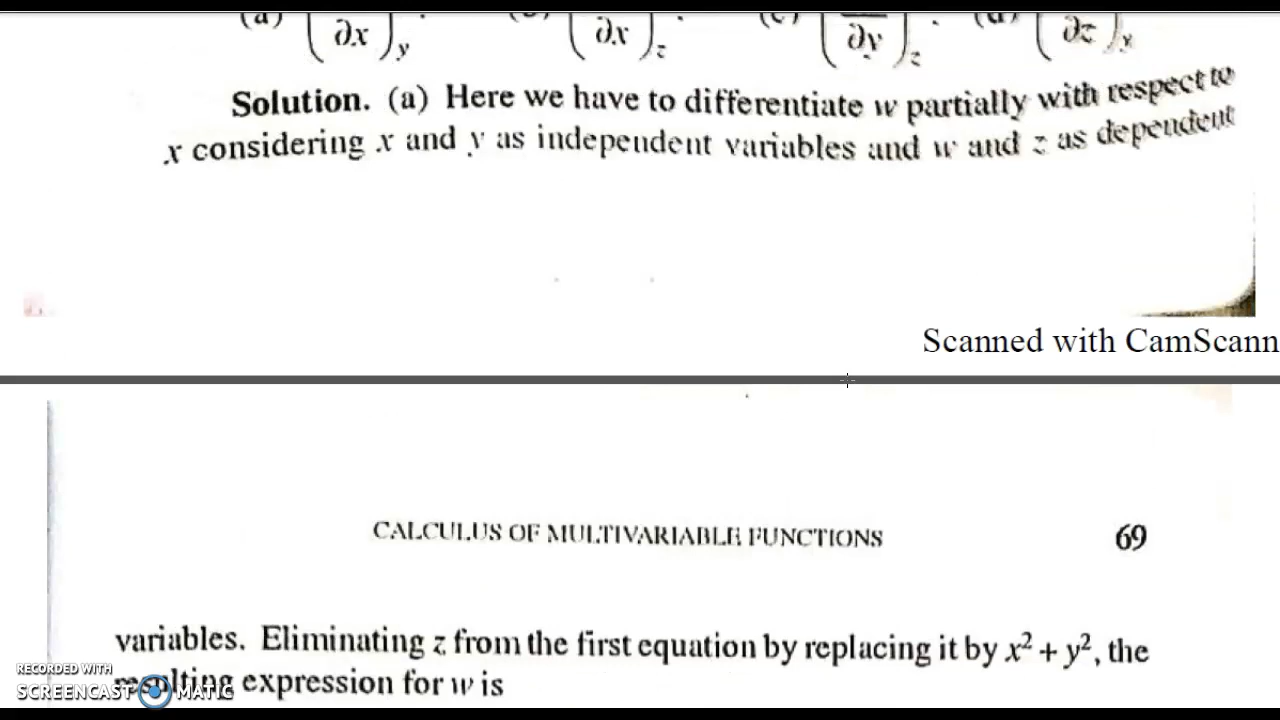 (a) (∂x)y . (∂x)z . (c) (∂y)z . (d) (∂z)y
Solution. (a) Here we have to differentiate w partially with respect to
x considering x and y as independent variables and w and z as dependent
Scanned with CamScann
CALCULUS OF MULTIVARIABLE FUNCTIONS 69
variables. Eliminating z from the first equation by replacing it by x² + y², the
resulting expression for w is
RECORDED WITH
SCREENCAST MATIC